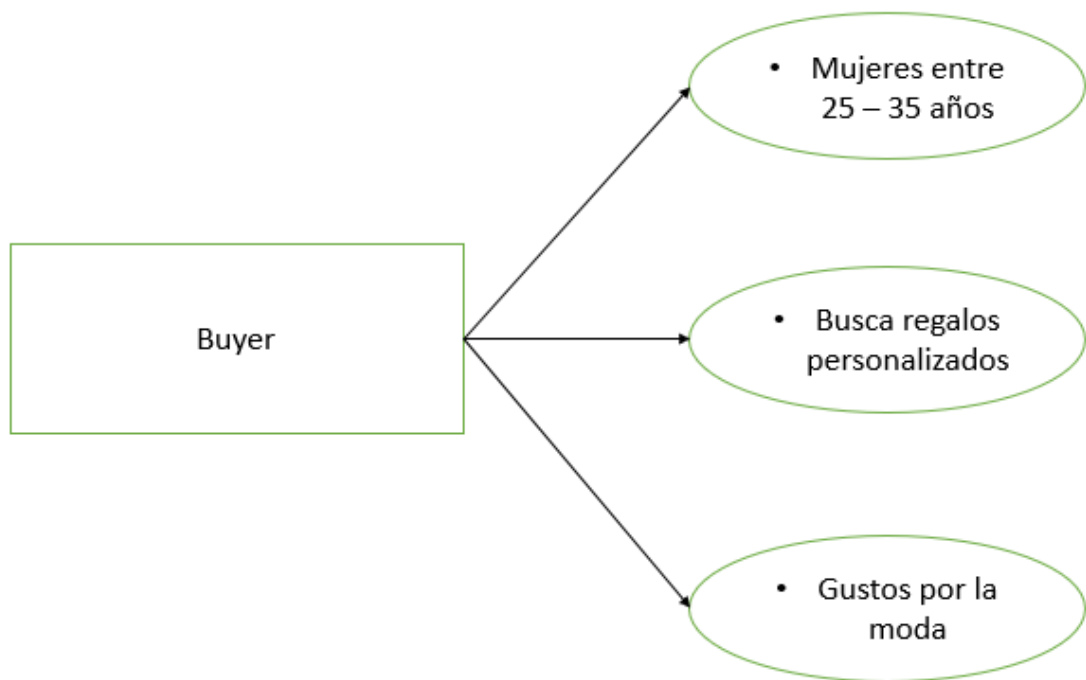 • Mujeres entre
25 – 35 años
Buyer
• Busca regalos
personalizados
• Gustos por la
moda